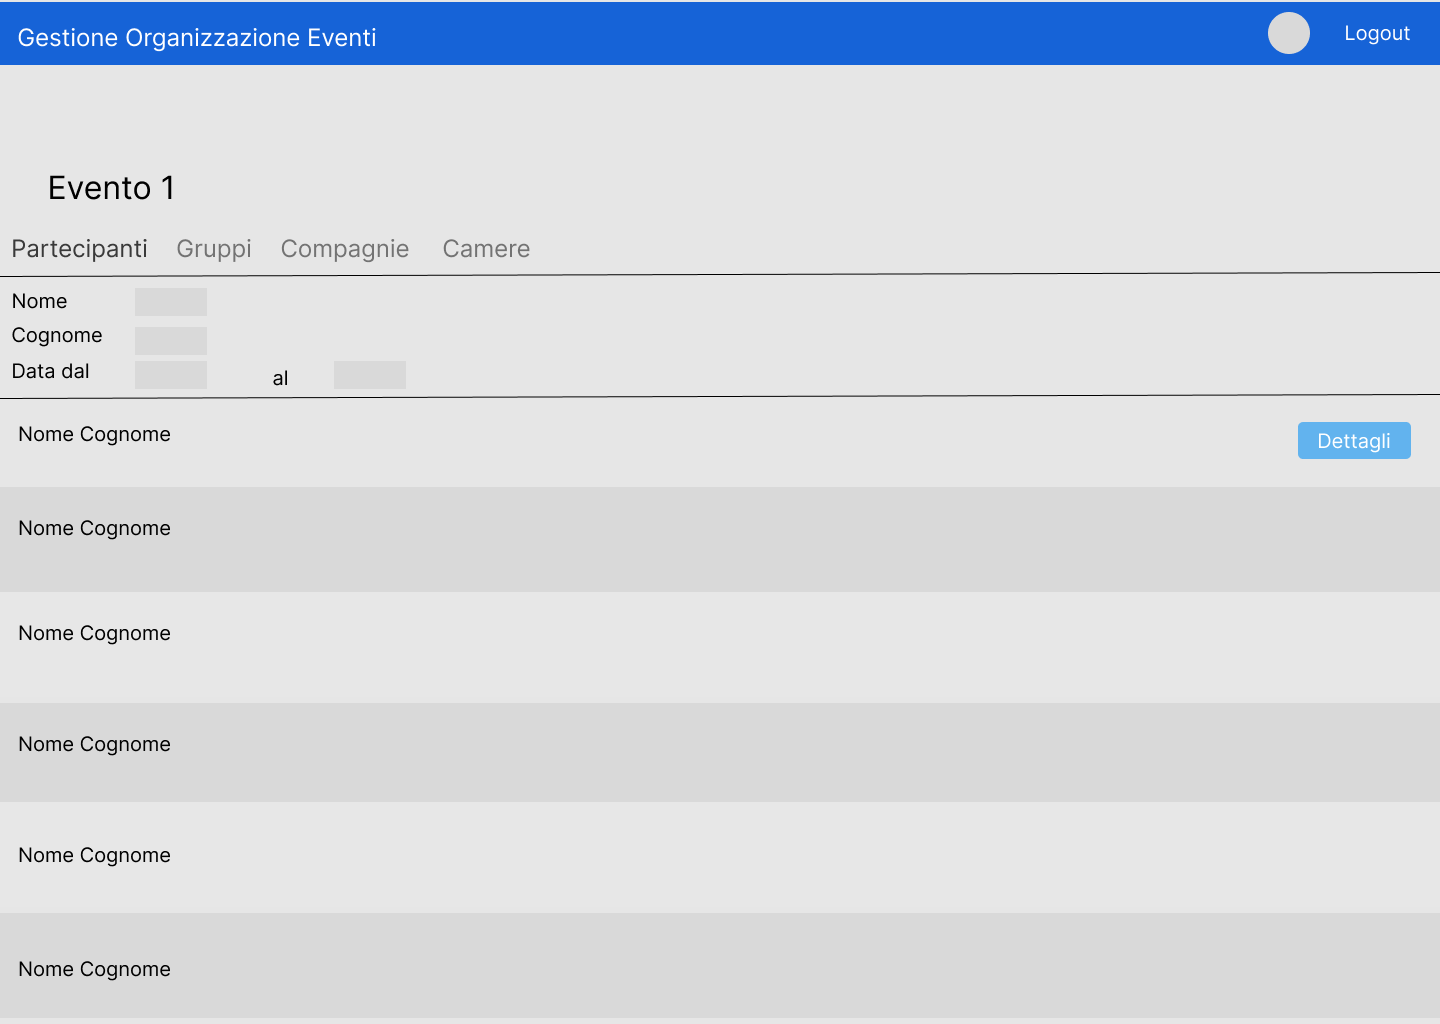 Gestione Organizzazione Eventi
Logout
Evento 1
Partecipanti Gruppi Compagnie Camere
Nome
Cognome
Data dal al
Nome Cognome
Dettagli
Nome Cognome
Nome Cognome
Nome Cognome
Nome Cognome
Nome Cognome